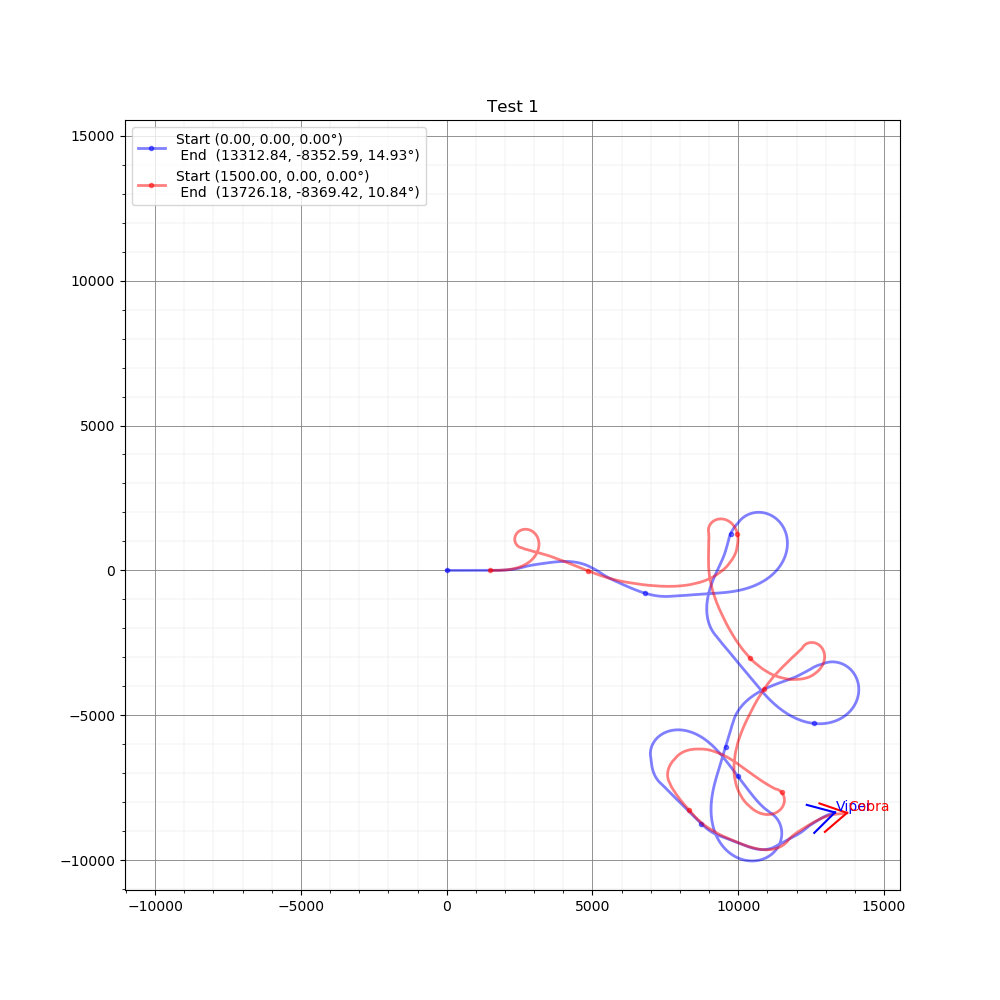 Test 1
Start (0.00, 0.00, 0.00°)
End (13312.84, -8352.59, 14.93°)
Start (1500.00, 0.00, 0.00°)
End (13726.18, -8369.42, 10.84°)
15000
10000
5000
0
−5000
−10000
Viper
Cobra
−10000 −5000 0 5000 10000 15000